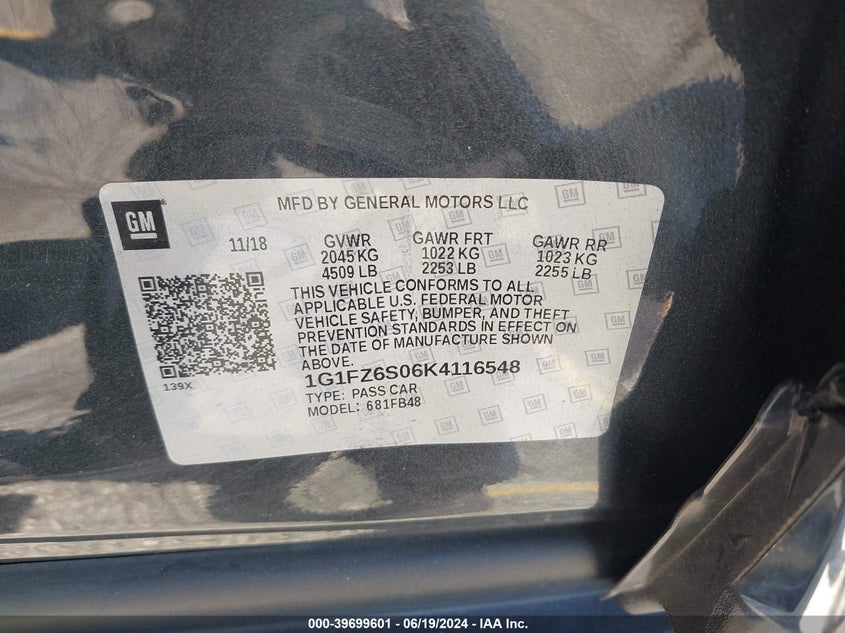 GM
MFD BY GENERAL MOTORS LLC
11/18
GVWR
2045 KG
4509 LB
GAWR FRT
1022 KG
2253 LB
GAWR RR
1023 KG
2255 LB
THIS VEHICLE CONFORMS TO ALL
APPLICABLE U.S. FEDERAL MOTOR
VEHICLE SAFETY, BUMPER, AND THEFT
PREVENTION STANDARDS IN EFFECT ON
THE DATE OF MANUFACTURE SHOWN
ABOVE.
139X
1G1FZ6S06K4116548
TYPE: PASS CAR
MODEL: 681FB48
000-39699601 / 06/19/2024 - IAA Inc.